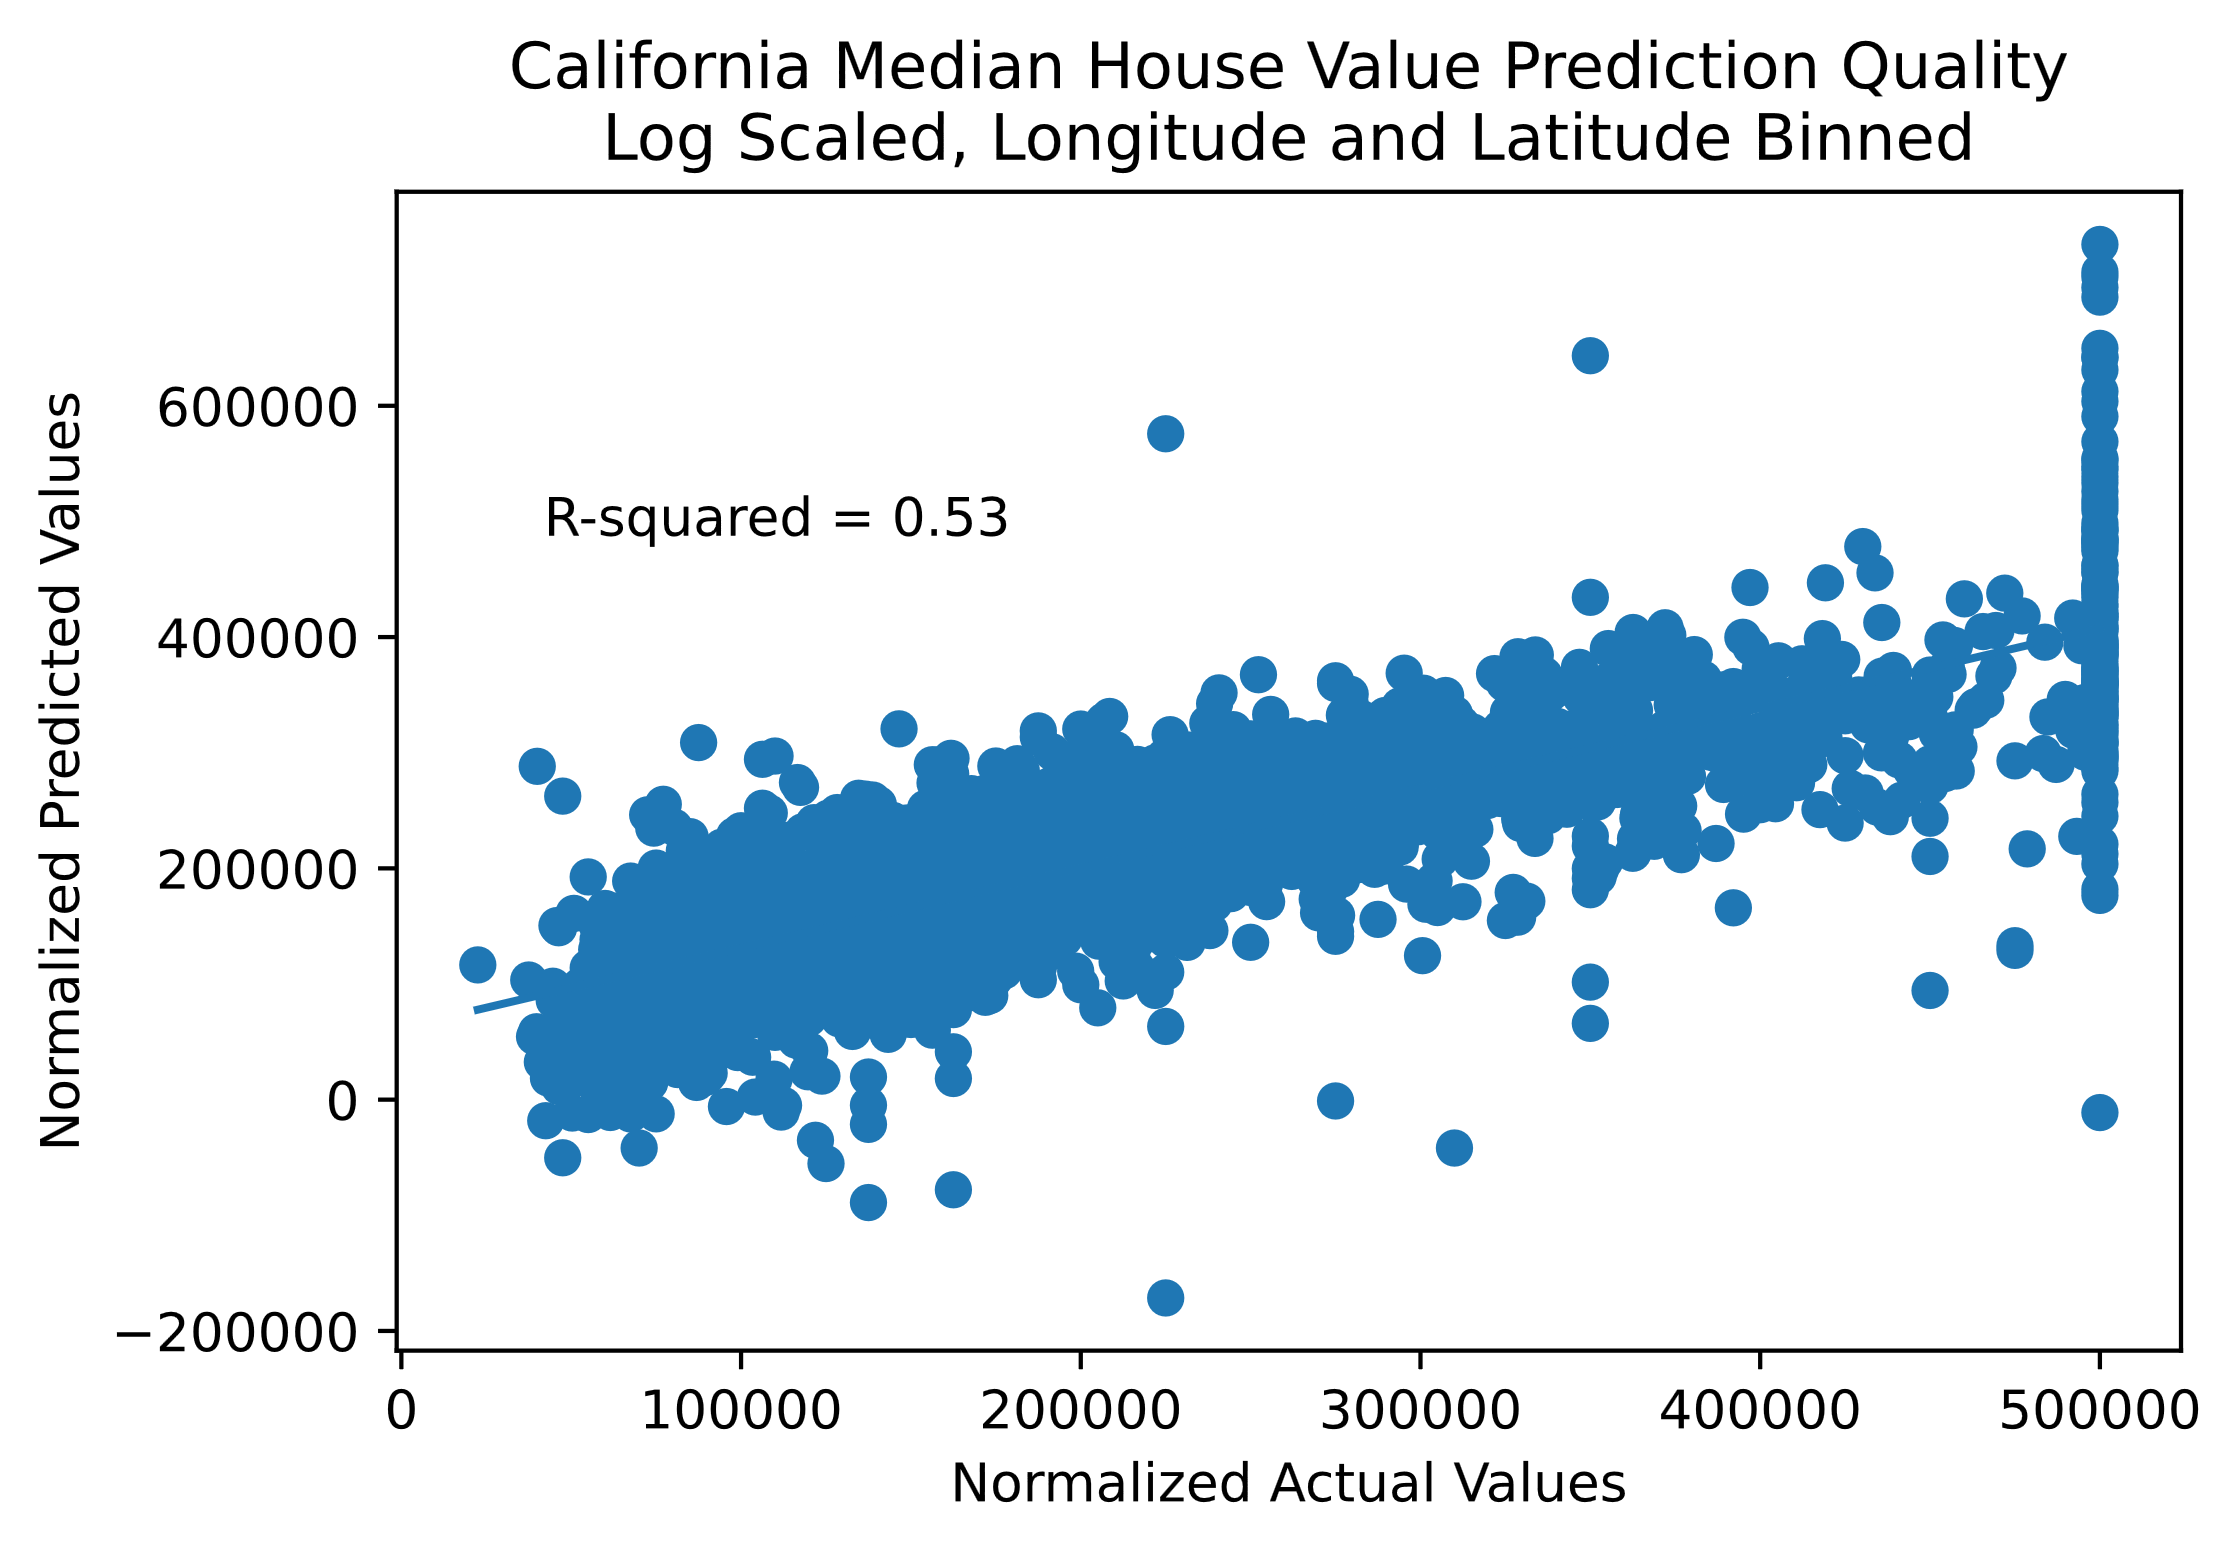 California Median House Value Prediction Quality
Log Scaled, Longitude and Latitude Binned
Normalized Predicted Values
600000
400000
200000
0
−200000
R-squared = 0.53
0 100000 200000 300000 400000 500000
Normalized Actual Values